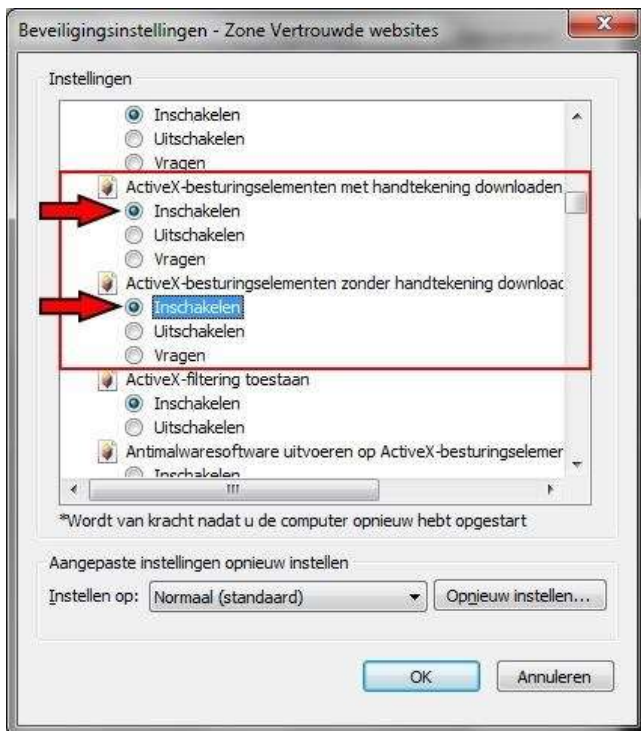 Beveiligingsinstellingen - Zone Vertrouwde websites
Instellingen
Inschakelen
Uitschakelen
Vragen
ActiveX-besturingselementen met handtekening downloaden
Inschakelen
Uitschakelen
Vragen
ActiveX-besturingselementen zonder handtekening downloac
Inschakelen
Uitschakelen
Vragen
ActiveX-filtering toestaan
Inschakelen
Uitschakelen
Antimalwaresoftware uitvoeren op ActiveX-besturingselemer
Inschakelen
*Wordt van kracht nadat u de computer opnieuw hebt opgestart
Aangepaste instellingen opnieuw instellen
Instellen op: Normaal (standaard) Opnieuw instellen...
OK Annuleren